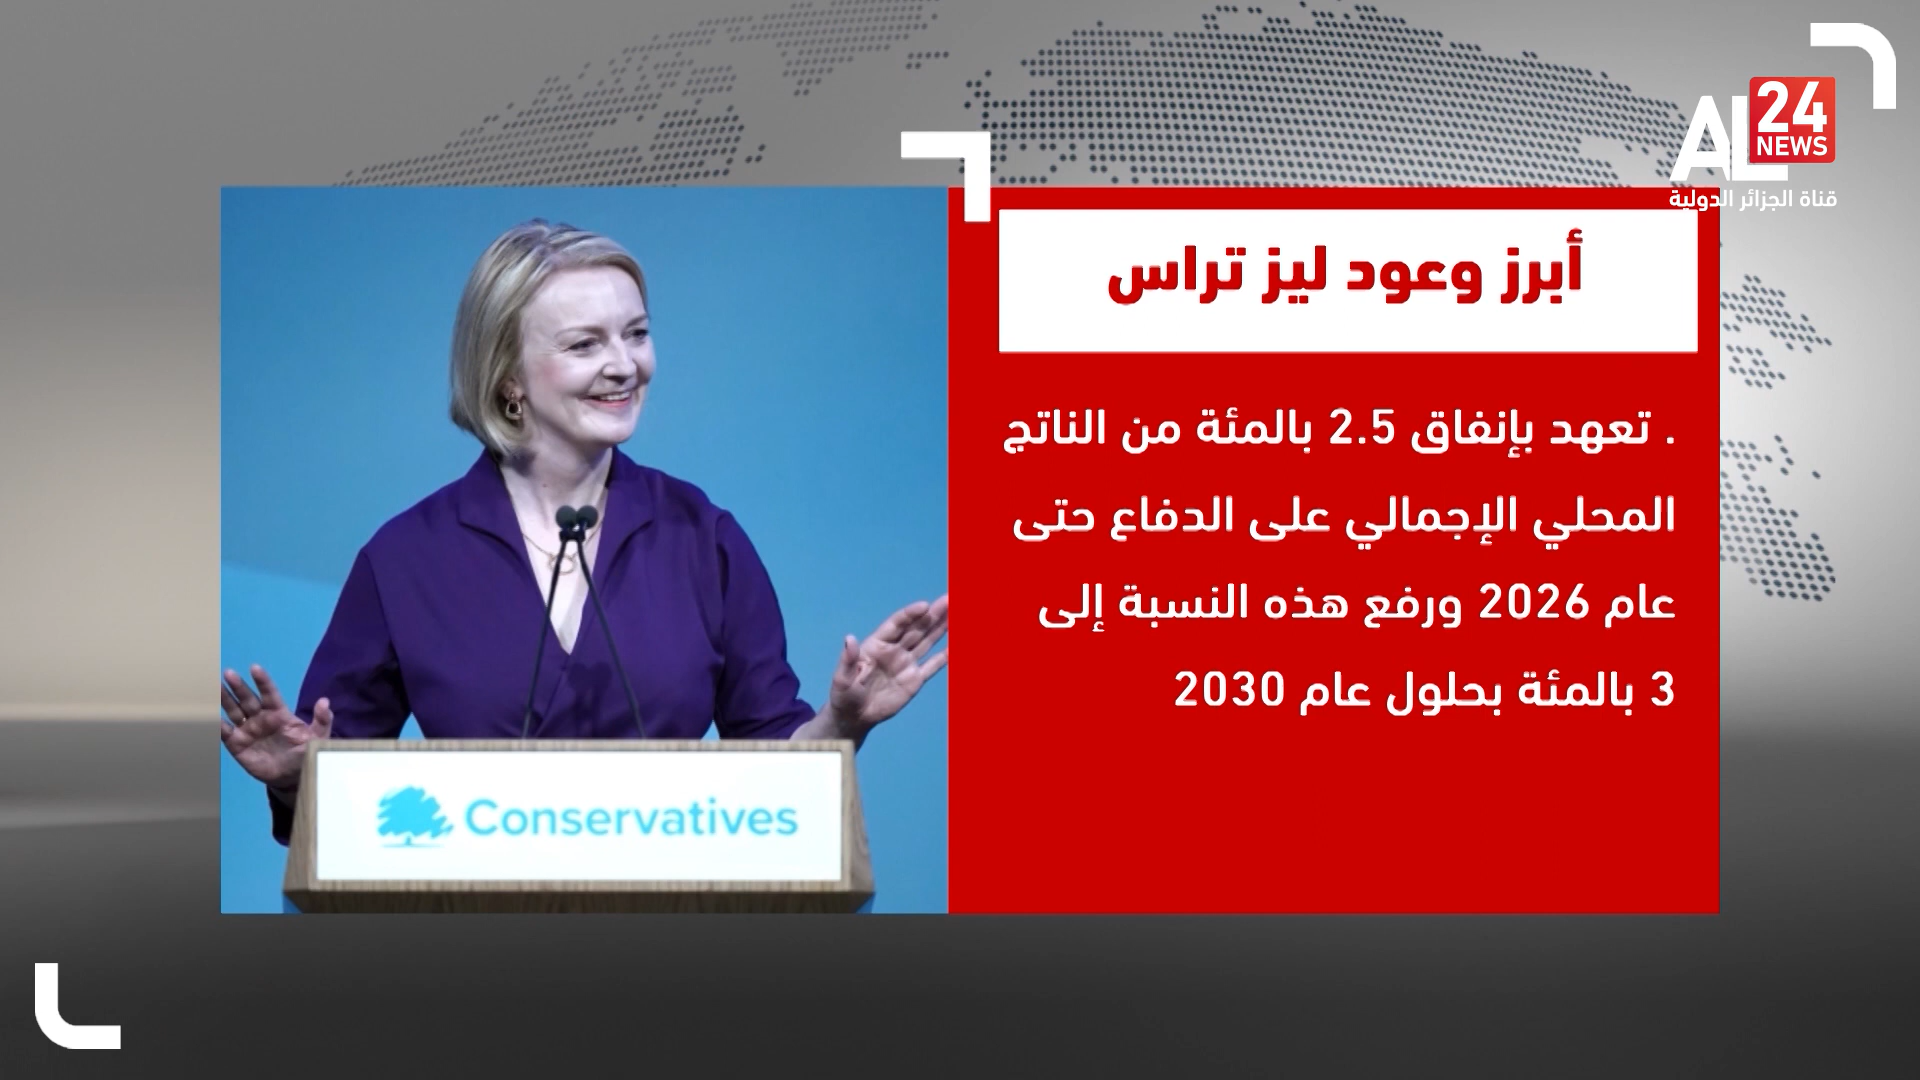 AL
24
NEWS
قناة الجزائر الدولية
أبرز وعود ليز تراس
. تعهد بإنفاق 2.5 بالمئة من الناتج
المحلي الإجمالي على الدفاع حتى
عام 2026 ورفع هذه النسبة إلى
3 بالمئة بحلول عام 2030
Conservatives